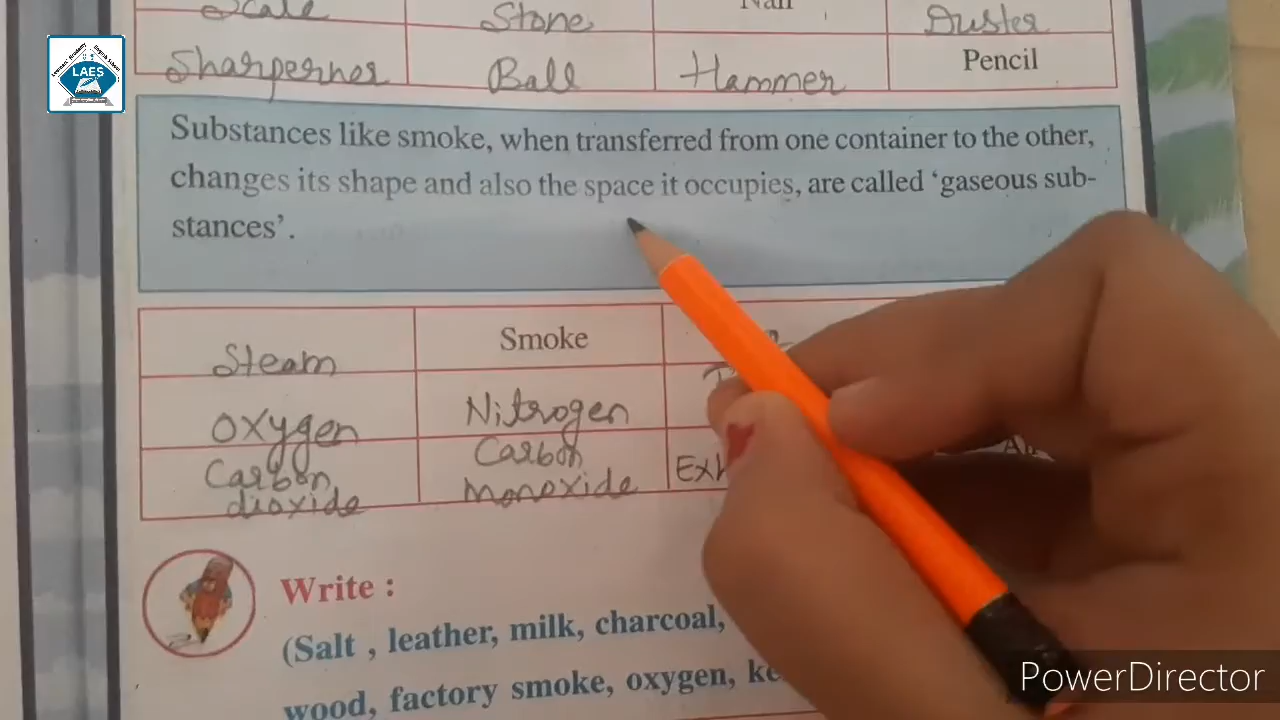 Scale Stone Nail Duster
Sharperner Ball Hammer Pencil
LAES
Substances like smoke, when transferred from one container to the other,
changes its shape and also the space it occupies, are called ‘gaseous sub-
stances’.
Steam Smoke
Oxygen Nitrogen
Carbon dioxide Carbon monoxide
Write :
(Salt , leather, milk, charcoal,
wood, factory smoke, oxygen,
PowerDirector